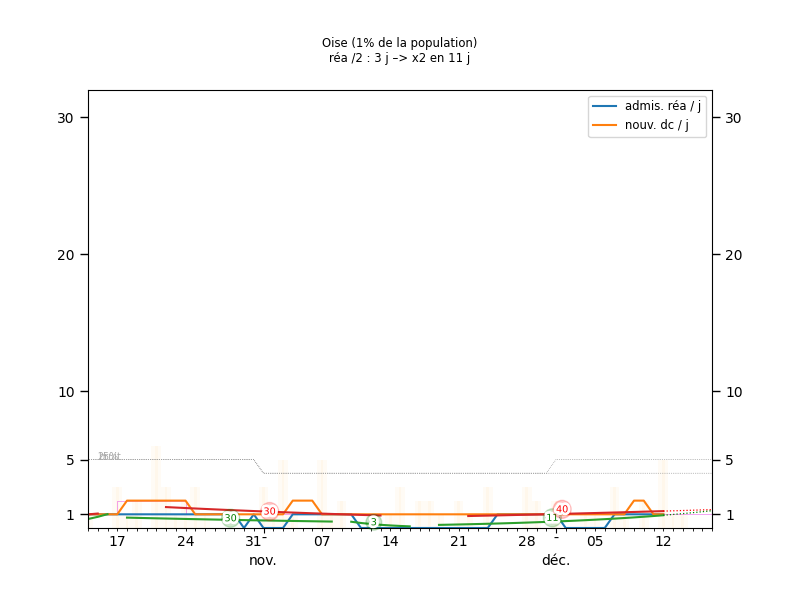 Oise (1% de la population)
réa /2 : 3 j –> x2 en 11 j
admis. réa / j
nouv. dc / j
30 30
20 20
10 10
5 5
1 1
30 30 3 11 40
17 24 31 07 14 21 28 05 12
nov. déc.